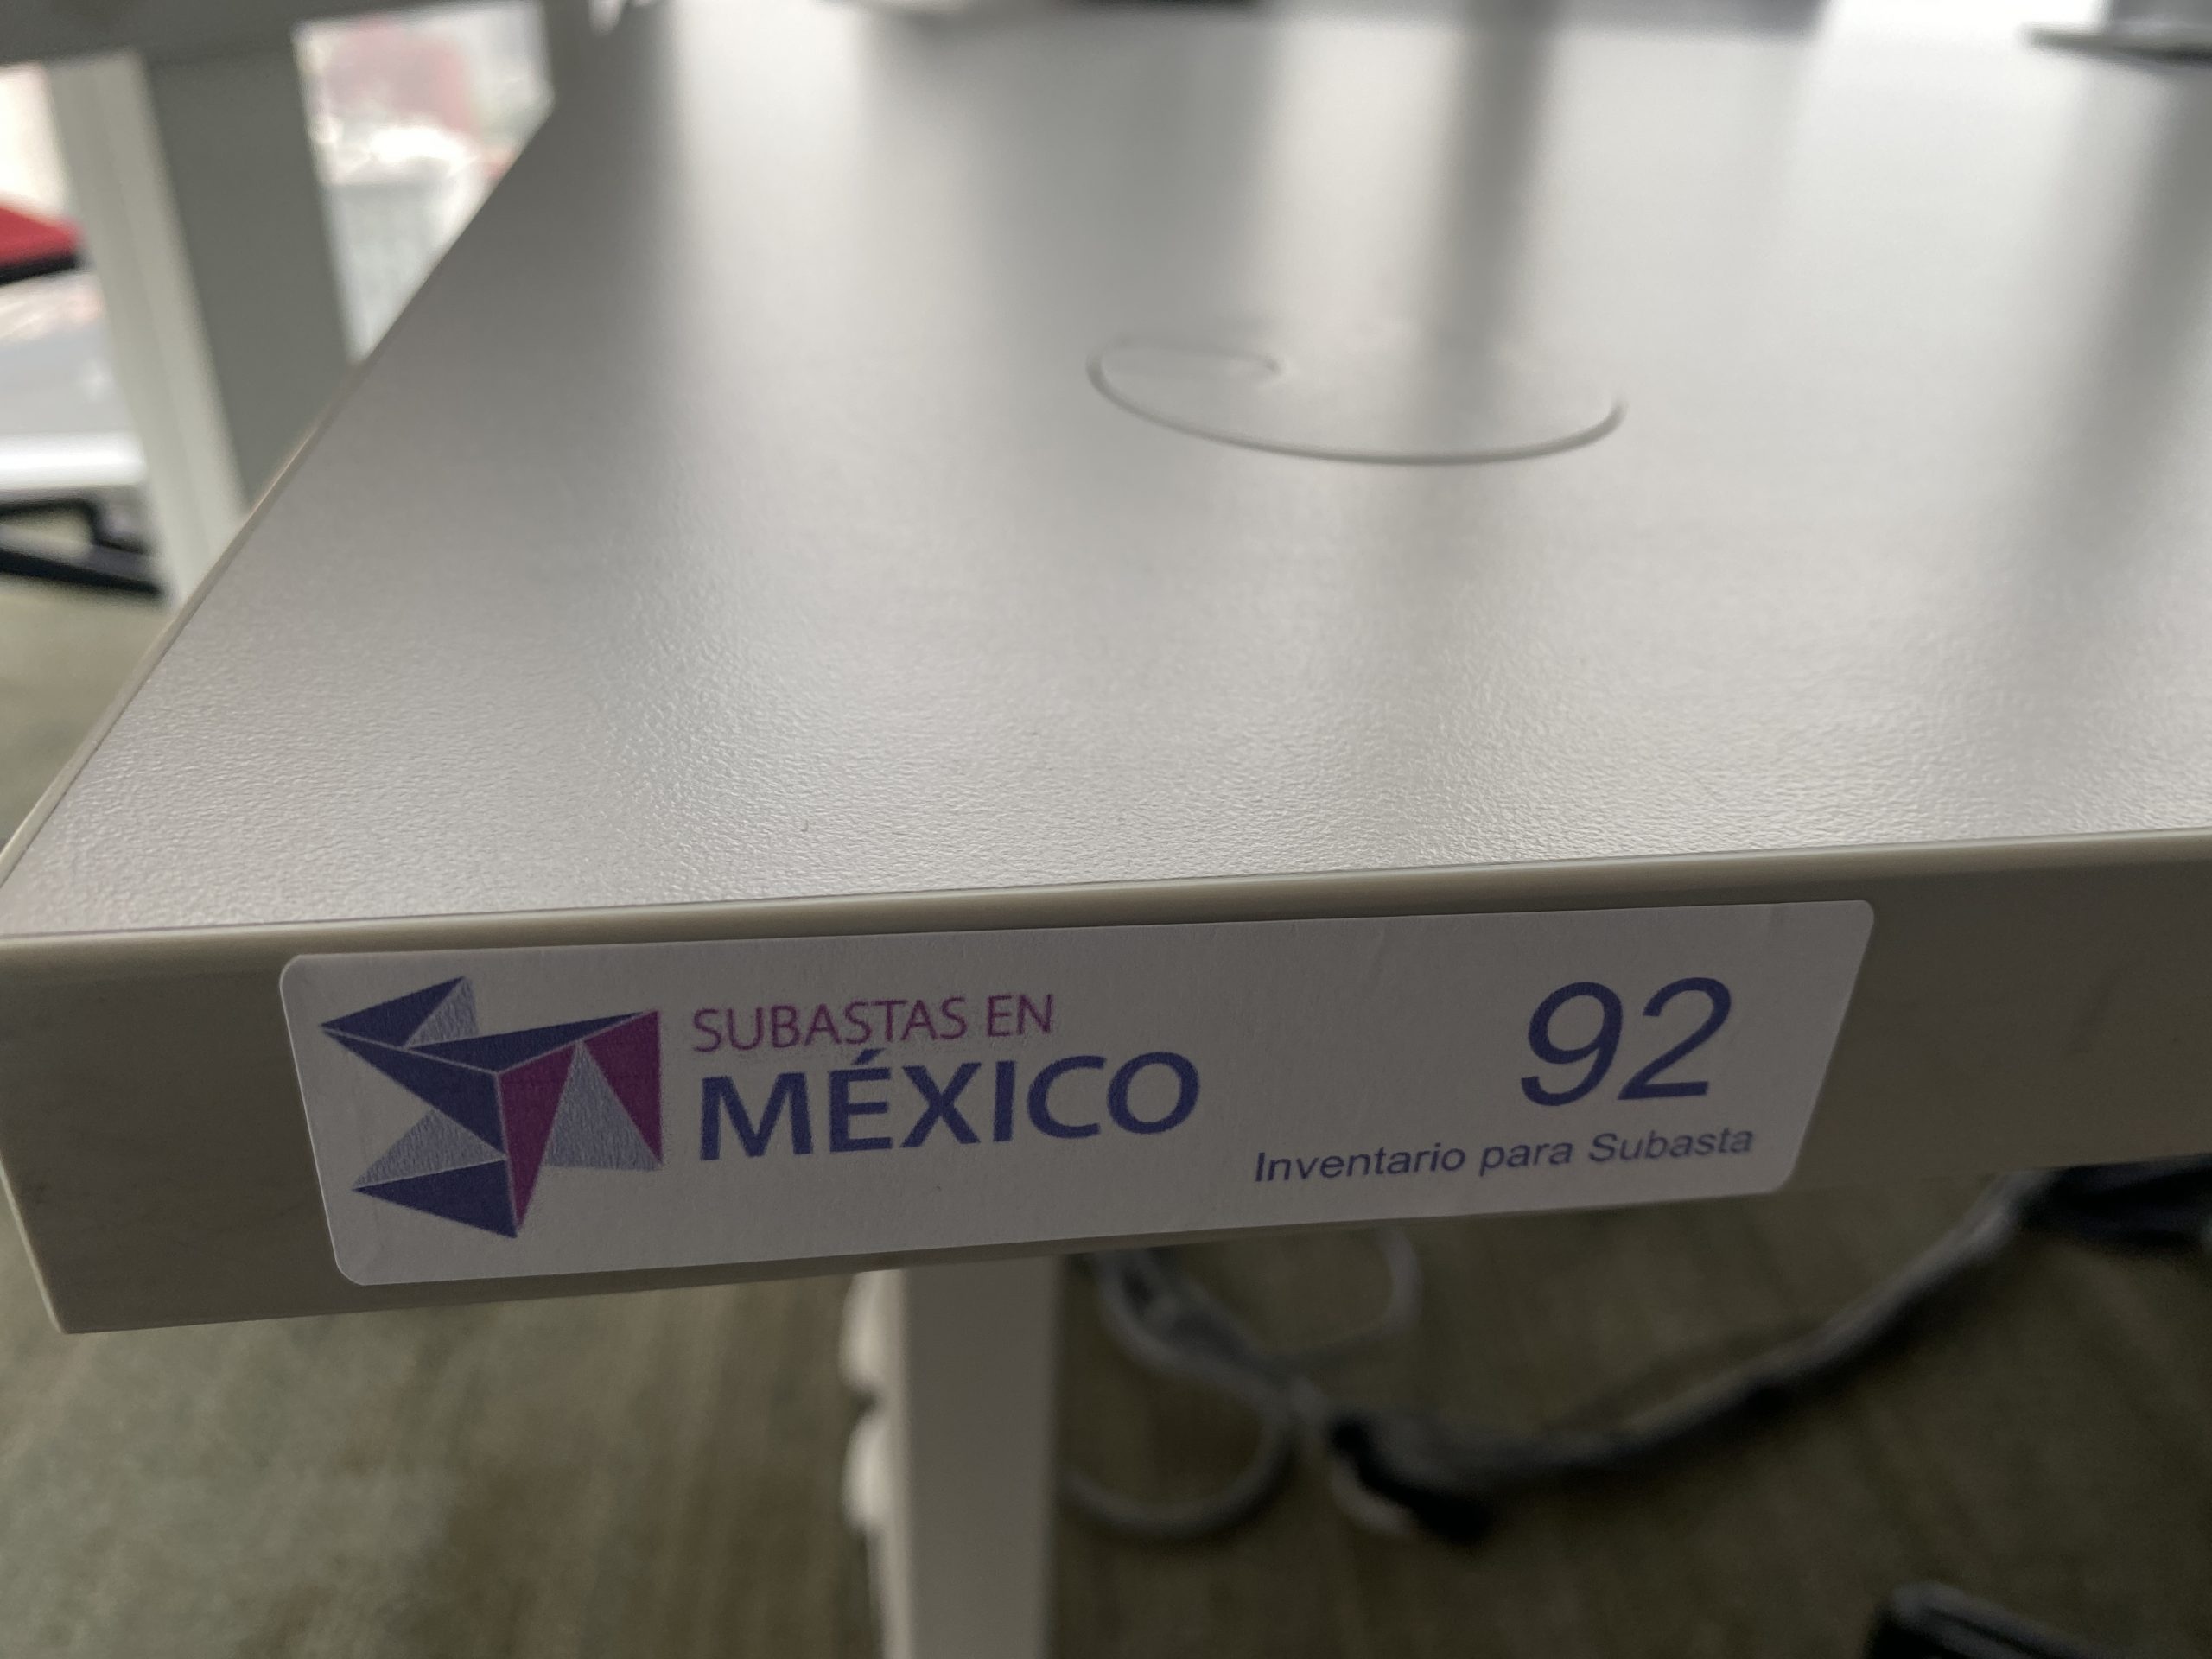 SUBASTAS EN
MÉXICO
92
Inventario para Subasta